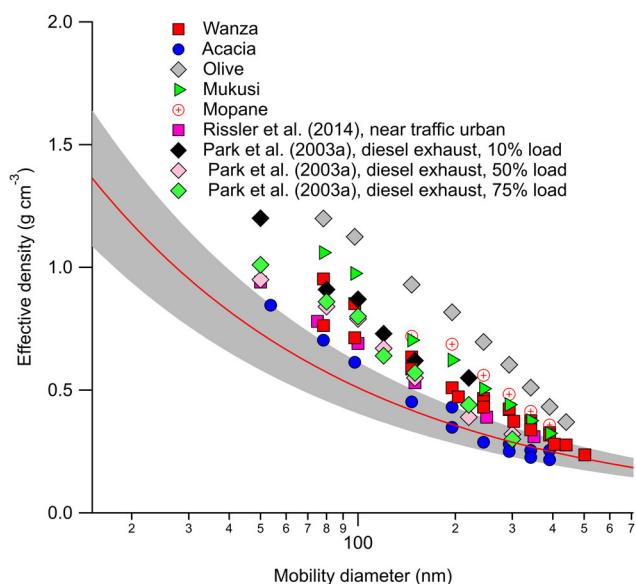 2.0
1.5
1.0
0.5
0.0
Effective density (g cm⁻³)
Wanza
Acacia
Olive
Mukusi
Mopane
Rissler et al. (2014), near traffic urban
Park et al. (2003a), diesel exhaust, 10% load
Park et al. (2003a), diesel exhaust, 50% load
Park et al. (2003a), diesel exhaust, 75% load
2 3 4 5 6 7 8 9 100 2 3 4 5 6 7
Mobility diameter (nm)